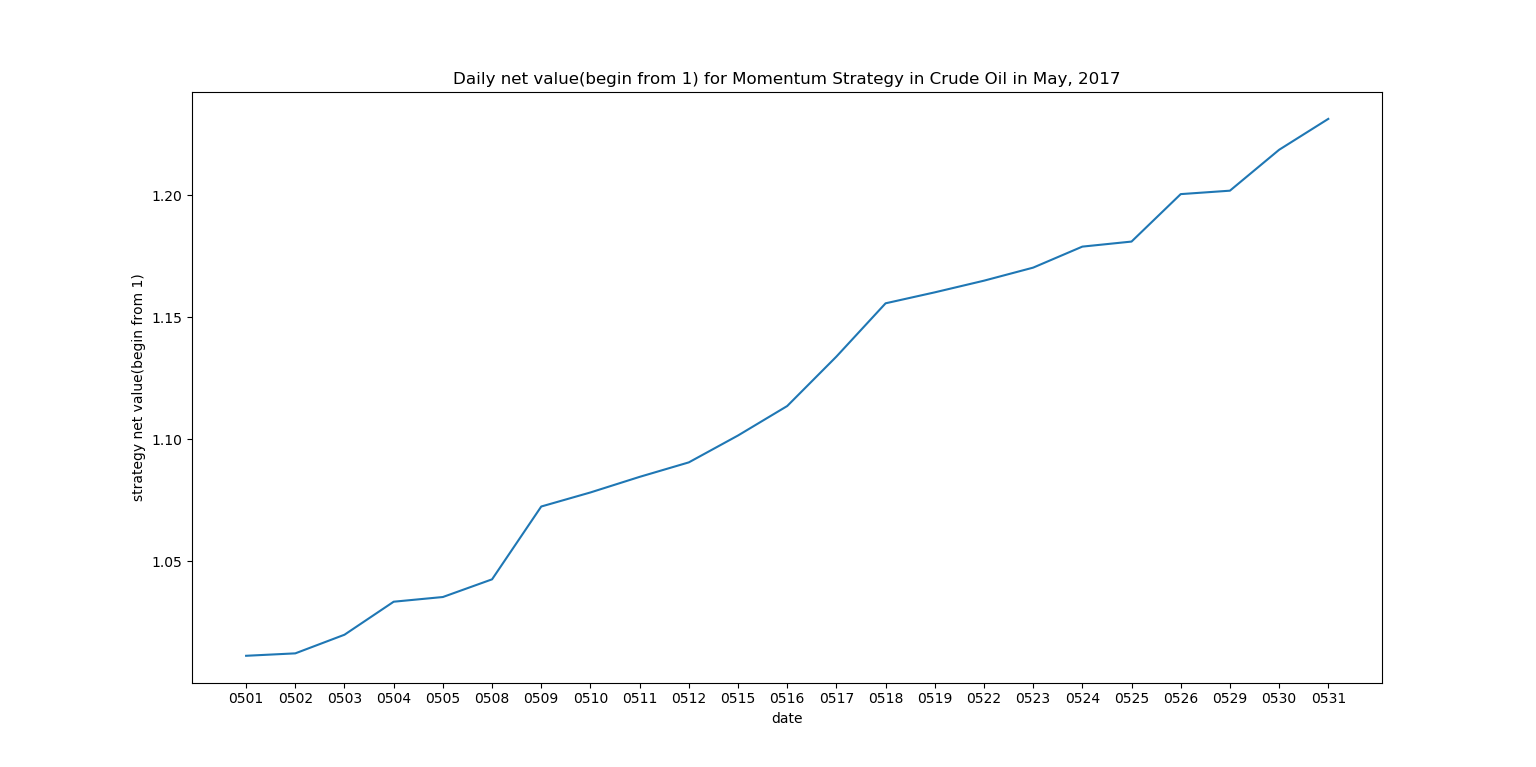 Daily net value(begin from 1) for Momentum Strategy in Crude Oil in May, 2017
strategy net value(begin from 1)
1.20
1.15
1.10
1.05
0501 0502 0503 0504 0505 0508 0509 0510 0511 0512 0515 0516 0517 0518 0519 0522 0523 0524 0525 0526 0529 0530 0531
date